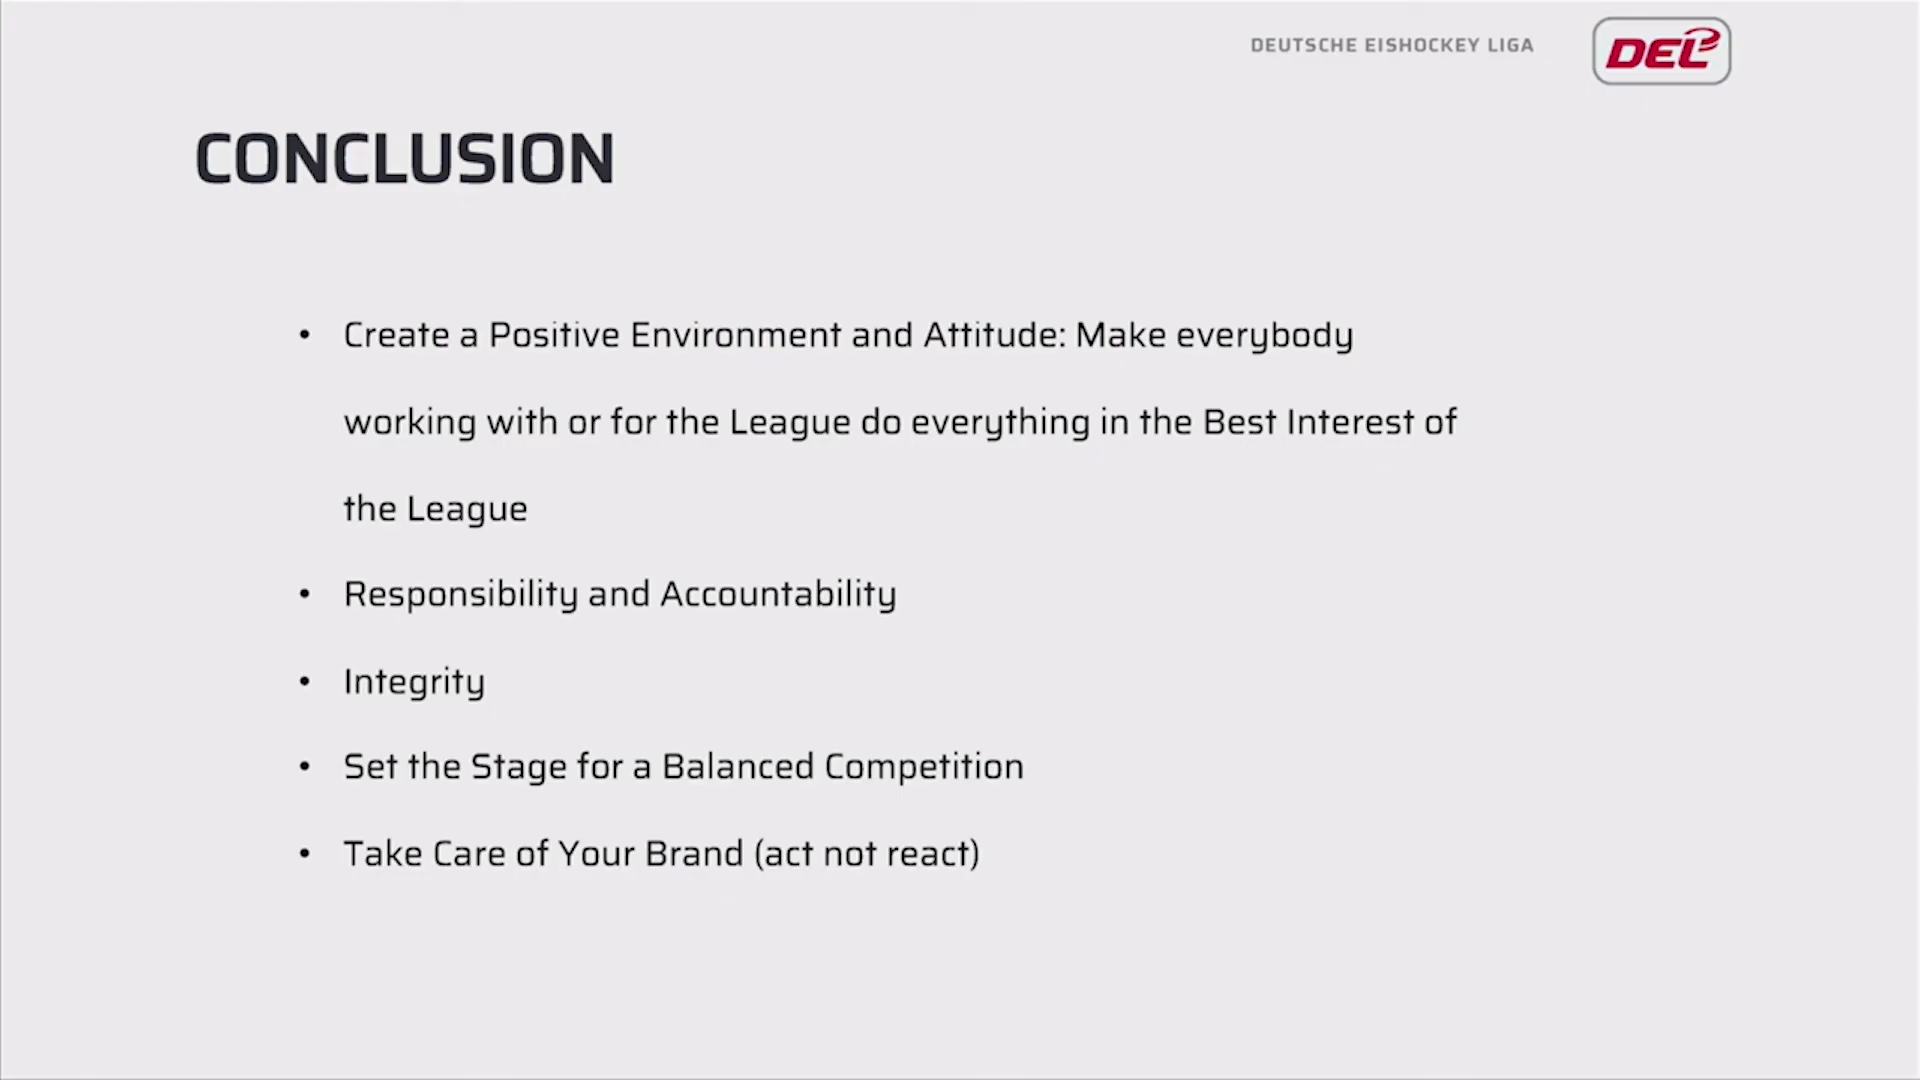 DEUTSCHE EISHOCKEY LIGA
DEL
CONCLUSION
• Create a Positive Environment and Attitude: Make everybody
working with or for the League do everything in the Best Interest of
the League
• Responsibility and Accountability
• Integrity
• Set the Stage for a Balanced Competition
• Take Care of Your Brand (act not react)